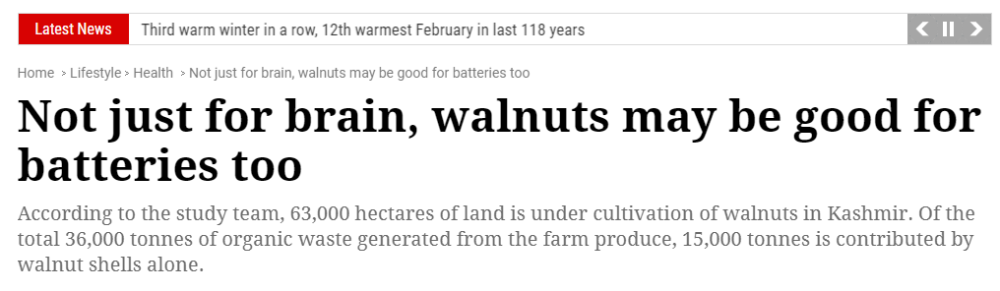 Latest News Third warm winter in a row, 12th warmest February in last 118 years
Home > Lifestyle > Health > Not just for brain, walnuts may be good for batteries too
Not just for brain, walnuts may be good for
batteries too
According to the study team, 63,000 hectares of land is under cultivation of walnuts in Kashmir. Of the
total 36,000 tonnes of organic waste generated from the farm produce, 15,000 tonnes is contributed by
walnut shells alone.